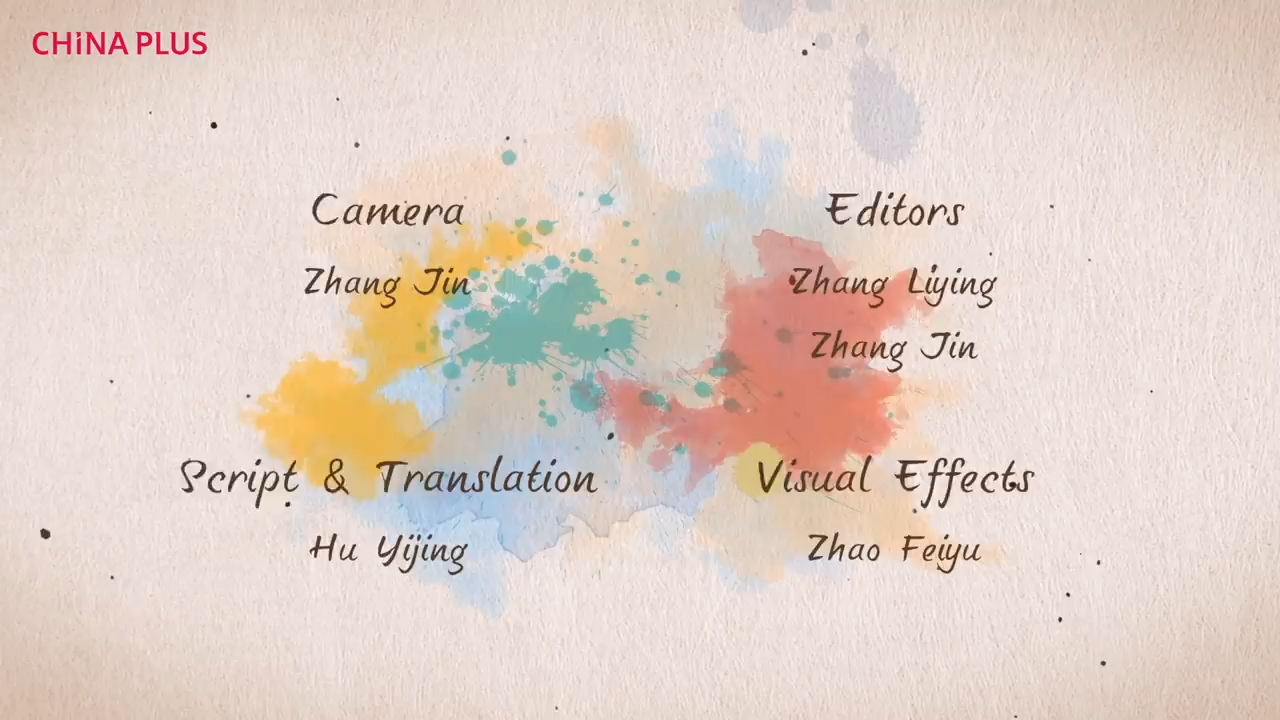 CHINA PLUS
Camera
Zhang Jin
Editors
Zhang Liying
Zhang Jin
Script & Translation
Hu Yijing
Visual Effects
Zhao Feiyu